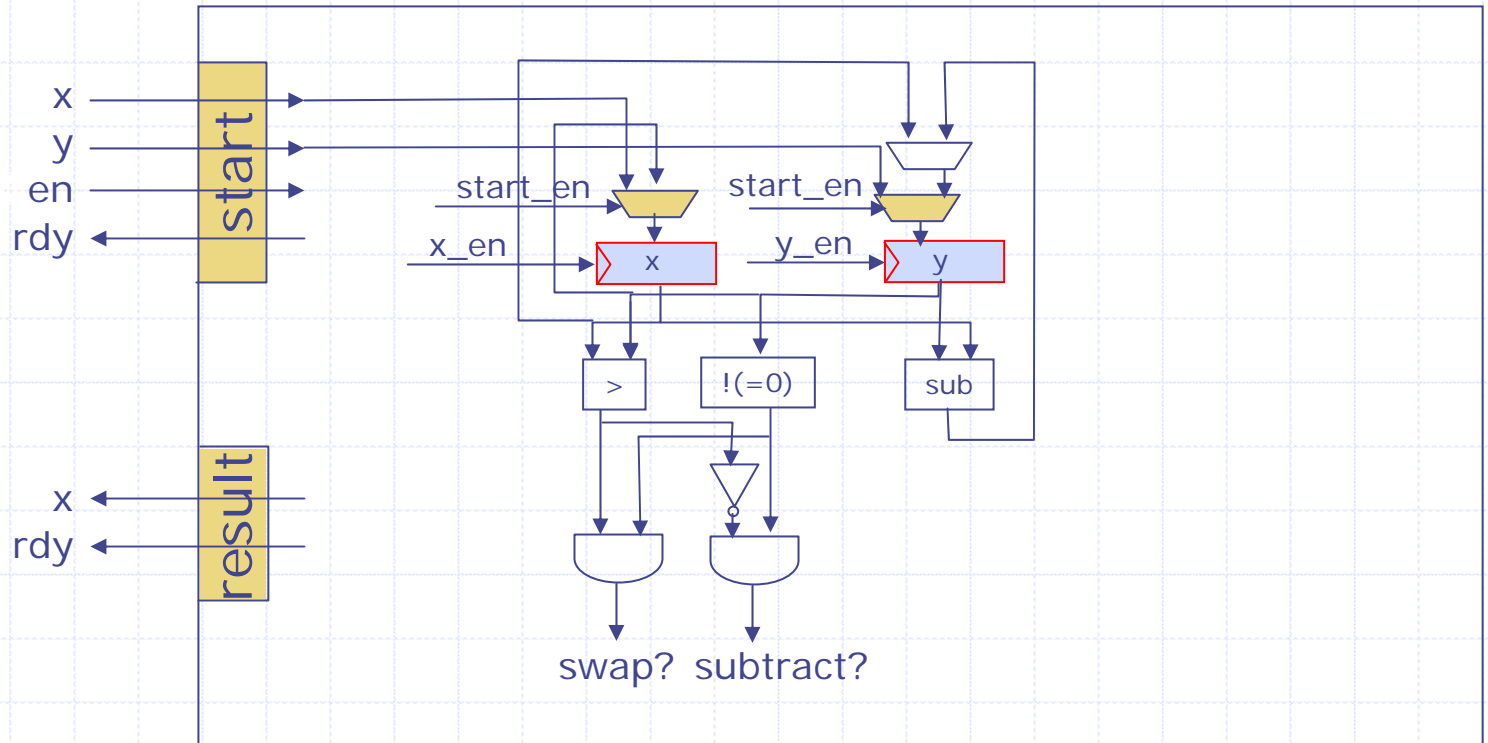 x
y
en
rdy
start
start_en
start_en
x_en
y_en
x
y
>
!(=0)
sub
x
rdy
result
swap? subtract?